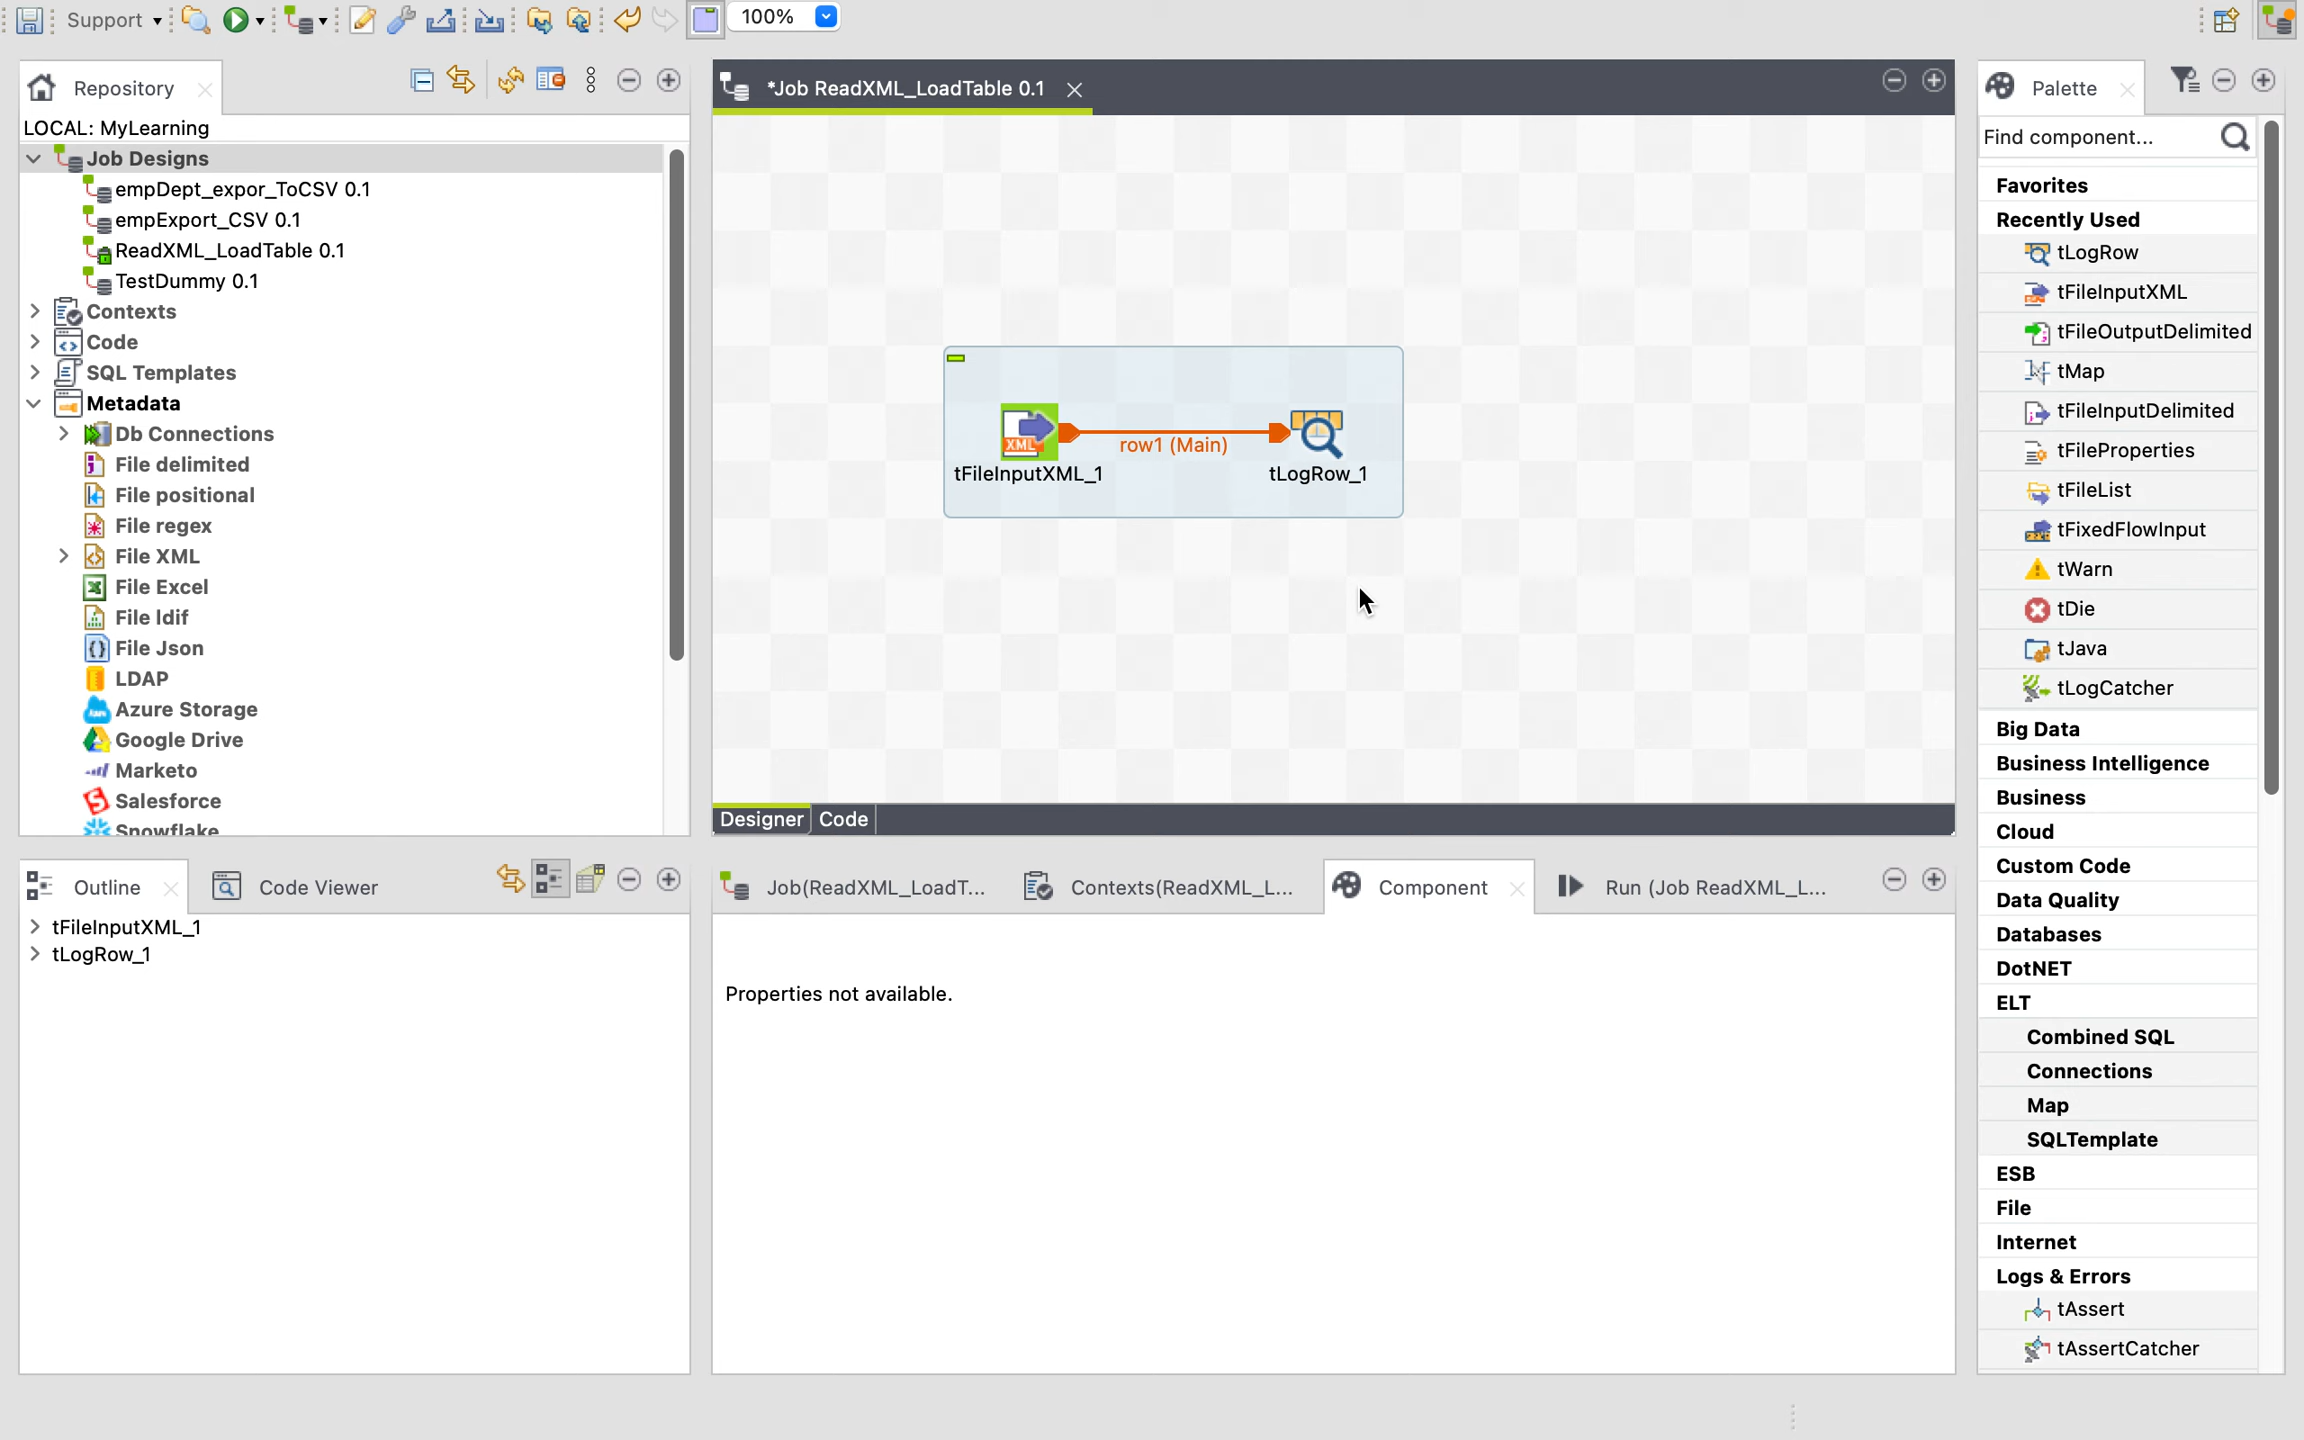 Support
100%
Repository
LOCAL: MyLearning
Job Designs
empDept_expor_ToCSV 0.1
empExport_CSV 0.1
ReadXML_LoadTable 0.1
TestDummy 0.1
Contexts
Code
SQL Templates
Metadata
Db Connections
File delimited
File positional
File regex
File XML
File Excel
File ldif
File Json
LDAP
Azure Storage
Google Drive
Marketo
Salesforce
Snowflake
*Job ReadXML_LoadTable 0.1
XML
row1 (Main)
tFileInputXML_1
tLogRow_1
Designer
Code
Palette
Find component...
Favorites
Recently Used
tLogRow
tFileInputXML
tFileOutputDelimited
tMap
tFileInputDelimited
tFileProperties
tFileList
tFixedFlowInput
tWarn
tDie
tJava
tLogCatcher
Big Data
Business Intelligence
Business
Cloud
Custom Code
Data Quality
Databases
DotNET
ELT
Combined SQL
Connections
Map
SQLTemplate
ESB
File
Internet
Logs & Errors
tAssert
tAssertCatcher
Outline
Code Viewer
tFileInputXML_1
tLogRow_1
Job(ReadXML_LoadT...
Contexts(ReadXML_L...
Component
Run (Job ReadXML_L...
Properties not available.